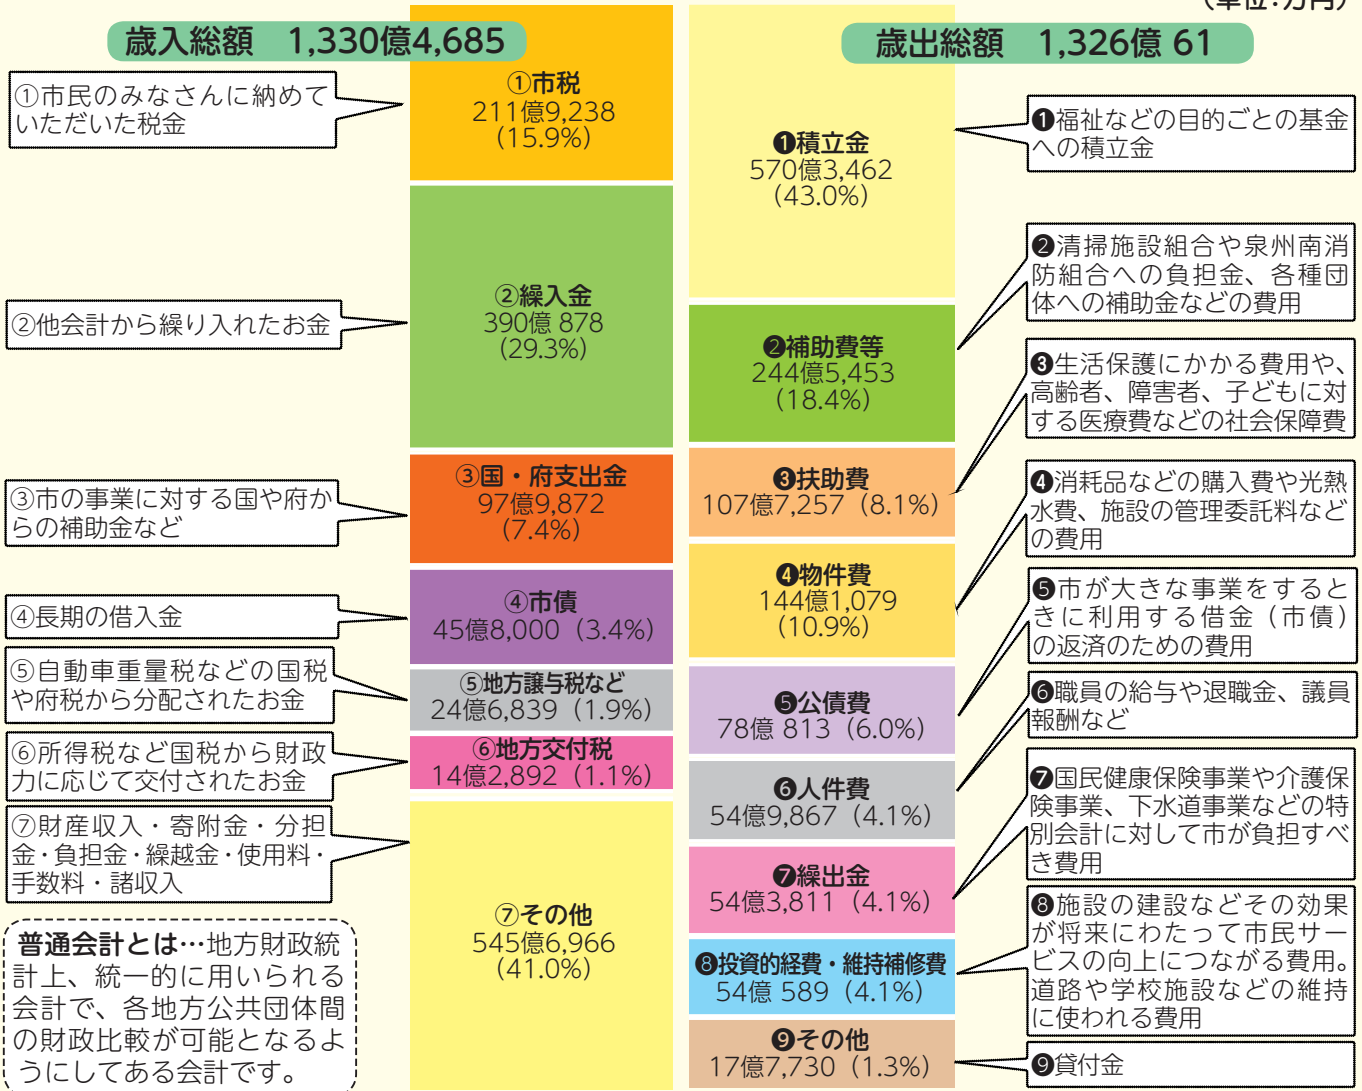 （単位：万円）
歳入総額　1,330億4,685
歳出総額　1,326億 61
①市民のみなさんに納めて
いただいた税金
②他会計から繰り入れたお金
③市の事業に対する国や府か
らの補助金など
④長期の借入金
⑤自動車重量税などの国税
や府税から分配されたお金
⑥所得税など国税から財政
力に応じて交付されたお金
⑦財産収入・寄附金・分担
金・負担金・繰越金・使用料・
手数料・諸収入
普通会計とは…地方財政統
計上、統一的に用いられる
会計で、各地方公共団体間
の財政比較が可能となるよ
うにしてある会計です。
①市税
211億9,238
（15.9%）
②繰入金
390億 878
（29.3%）
③国・府支出金
97億9,872
（7.4%）
④市債
45億8,000（3.4%）
⑤地方譲与税など
24億6,839（1.9%）
⑥地方交付税
14億2,892（1.1%）
⑦その他
545億6,966
（41.0%）
❶積立金
570億3,462
（43.0%）
❷補助費等
244億5,453
（18.4%）
❸扶助費
107億7,257（8.1%）
❹物件費
144億1,079
（10.9%）
❺公債費
78億 813（6.0%）
❻人件費
54億9,867（4.1%）
❼繰出金
54億3,811（4.1%）
❽投資的経費・維持補修費
54億 589（4.1%）
❾その他
17億7,730（1.3%）
❶福祉などの目的ごとの基金
への積立金
❷清掃施設組合や泉州南消
防組合への負担金、各種団
体への補助金などの費用
❸生活保護にかかる費用や、
高齢者、障害者、子どもに対
する医療費などの社会保障費
❹消耗品などの購入費や光熱
水費、施設の管理委託料など
の費用
❺市が大きな事業をすると
きに利用する借金（市債）
の返済のための費用
❻職員の給与や退職金、議員
報酬など
❼国民健康保険事業や介護保
険事業、下水道事業などの特
別会計に対して市が負担すべ
き費用
❽施設の建設などその効果
が将来にわたって市民サー
ビスの向上につながる費用。
道路や学校施設などの維持
に使われる費用
❾貸付金